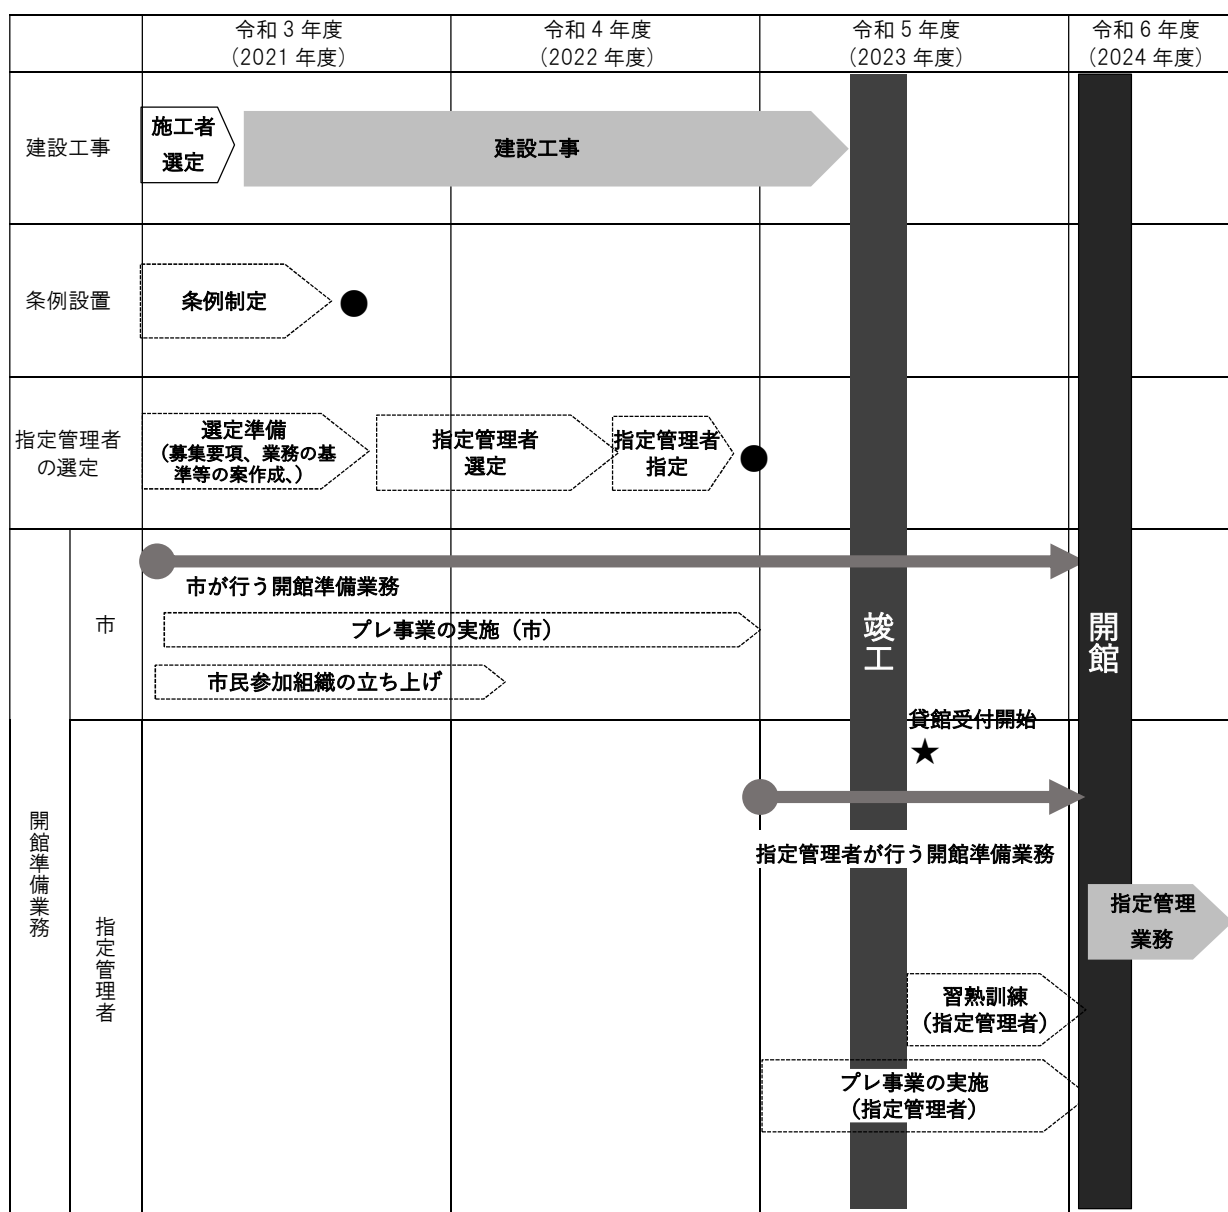 令和３年度
（2021 年度）
令和４年度
（2022 年度）
令和５年度
（2023 年度）
令和６年度
（2024 年度）
建設工事
施工者
選定
建設工事
条例設置
条例制定
指定管理者
の選定
選定準備
（募集要項、業務の基
準等の案作成、）
指定管理者
選定
指定管理者
指定
開館準備業務
市
市が行う開館準備業務
プレ事業の実施（市）
市民参加組織の立ち上げ
竣工
開館
指定管理者
貸館受付開始
★
指定管理者が行う開館準備業務
指定管理
業務
習熟訓練
（指定管理者）
プレ事業の実施
（指定管理者）